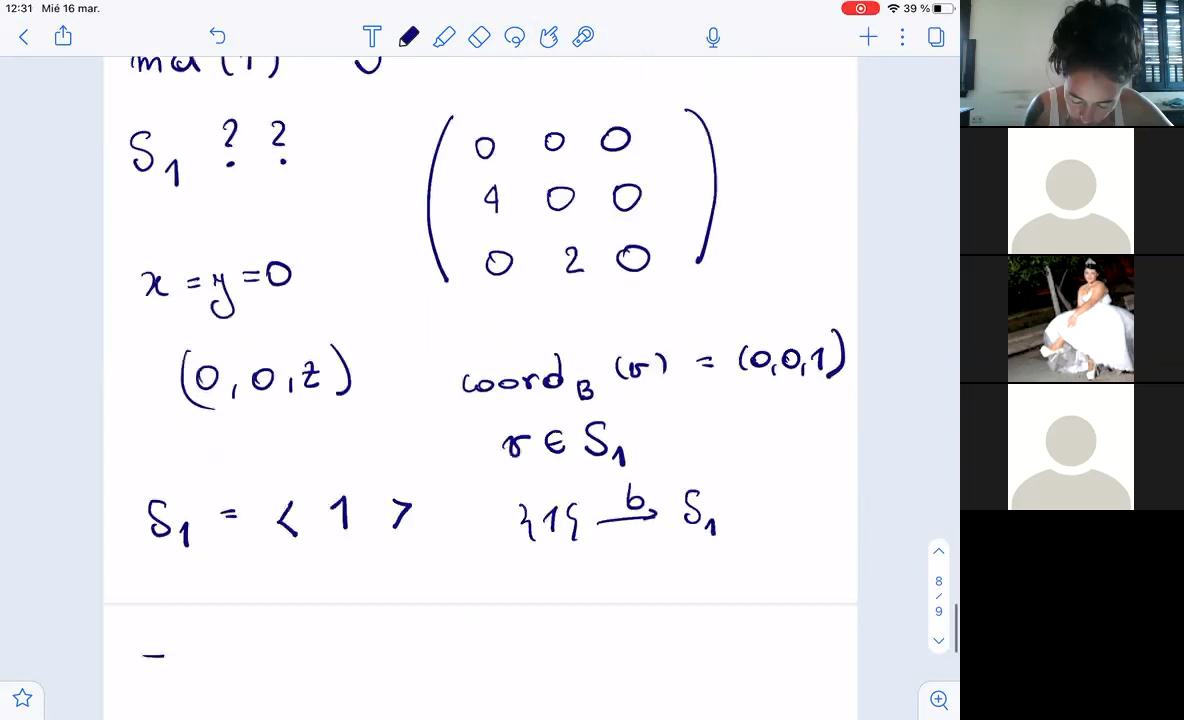 12:31 Mié 16 mar.
39 %
T
S₁ ? ?
0 0 0
4 0 0
0 2 0
x = y = 0
(0, 0, z)
coord_B (v) = (0,0,1)
v ∈ S₁
S₁ = < 1 >
{1} →b S₁
8
/
9